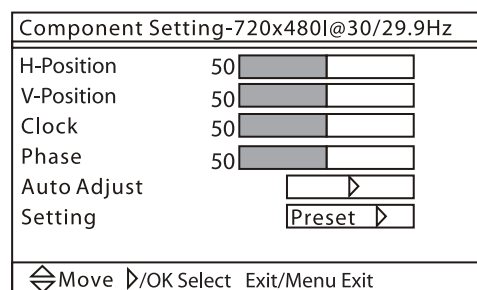 Component Setting-720x480I@30/29.9Hz
H-Position 50
V-Position 50
Clock 50
Phase 50
Auto Adjust
Setting Preset
Move /OK Select Exit/Menu Exit